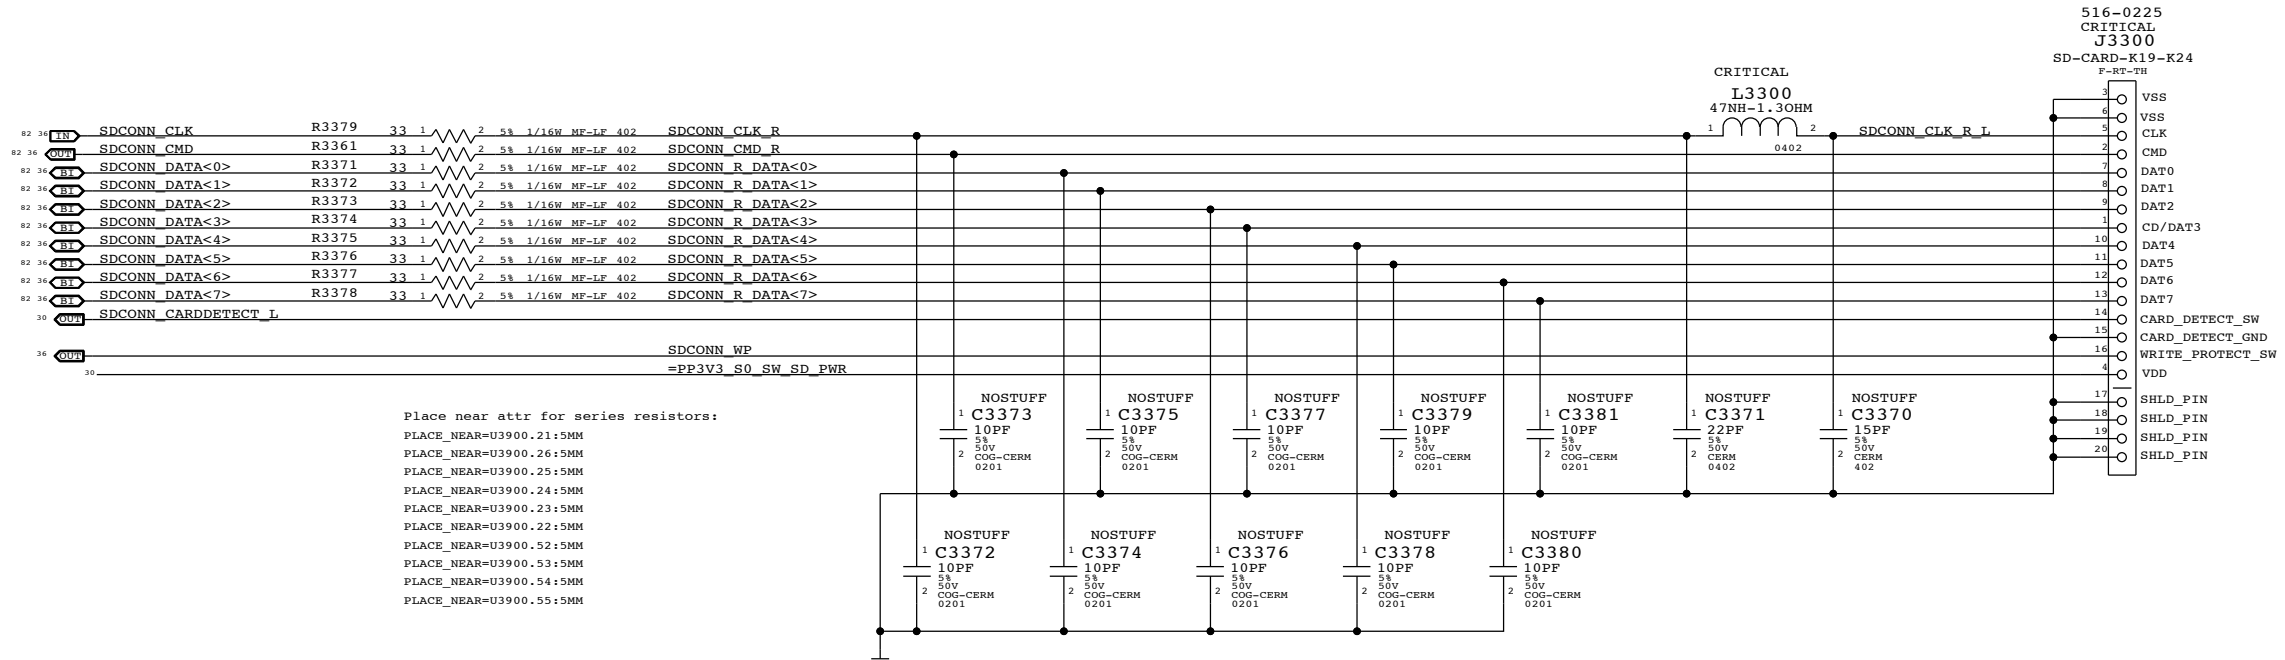 516-0225
CRITICAL
J3300
SD-CARD-K19-K24
F-RT-TH
CRITICAL
L3300
47NH-1.3OHM
1 2
0402
82 36 IN SDCONN_CLK R3379 33 1 2 5% 1/16W MF-LF 402 SDCONN_CLK_R SDCONN_CLK_R_L
82 36 OUT SDCONN_CMD R3361 33 1 2 5% 1/16W MF-LF 402 SDCONN_CMD_R
82 36 BI SDCONN_DATA<0> R3371 33 1 2 5% 1/16W MF-LF 402 SDCONN_R_DATA<0>
82 36 BI SDCONN_DATA<1> R3372 33 1 2 5% 1/16W MF-LF 402 SDCONN_R_DATA<1>
82 36 BI SDCONN_DATA<2> R3373 33 1 2 5% 1/16W MF-LF 402 SDCONN_R_DATA<2>
82 36 BI SDCONN_DATA<3> R3374 33 1 2 5% 1/16W MF-LF 402 SDCONN_R_DATA<3>
82 36 BI SDCONN_DATA<4> R3375 33 1 2 5% 1/16W MF-LF 402 SDCONN_R_DATA<4>
82 36 BI SDCONN_DATA<5> R3376 33 1 2 5% 1/16W MF-LF 402 SDCONN_R_DATA<5>
82 36 BI SDCONN_DATA<6> R3377 33 1 2 5% 1/16W MF-LF 402 SDCONN_R_DATA<6>
82 36 BI SDCONN_DATA<7> R3378 33 1 2 5% 1/16W MF-LF 402 SDCONN_R_DATA<7>
30 OUT SDCONN_CARDDETECT_L
36 OUT SDCONN_WP
30 =PP3V3_S0_SW_SD_PWR
3 VSS
6 VSS
5 CLK
2 CMD
7 DAT0
8 DAT1
9 DAT2
1 CD/DAT3
10 DAT4
11 DAT5
12 DAT6
13 DAT7
14 CARD_DETECT_SW
15 CARD_DETECT_GND
16 WRITE_PROTECT_SW
4 VDD
17 SHLD_PIN
18 SHLD_PIN
19 SHLD_PIN
20 SHLD_PIN
Place near attr for series resistors:
PLACE_NEAR=U3900.21:5MM
PLACE_NEAR=U3900.26:5MM
PLACE_NEAR=U3900.25:5MM
PLACE_NEAR=U3900.24:5MM
PLACE_NEAR=U3900.23:5MM
PLACE_NEAR=U3900.22:5MM
PLACE_NEAR=U3900.52:5MM
PLACE_NEAR=U3900.53:5MM
PLACE_NEAR=U3900.54:5MM
PLACE_NEAR=U3900.55:5MM
NOSTUFF
1 C3373
10PF
5%
50V
2 COG-CERM
0201
NOSTUFF
1 C3375
10PF
5%
50V
2 COG-CERM
0201
NOSTUFF
1 C3377
10PF
5%
50V
2 COG-CERM
0201
NOSTUFF
1 C3379
10PF
5%
50V
2 COG-CERM
0201
NOSTUFF
1 C3381
10PF
5%
50V
2 COG-CERM
0201
NOSTUFF
1 C3371
22PF
5%
50V
2 CERM
0402
NOSTUFF
1 C3370
15PF
5%
50V
2 CERM
402
NOSTUFF
1 C3372
10PF
5%
50V
2 COG-CERM
0201
NOSTUFF
1 C3374
10PF
5%
50V
2 COG-CERM
0201
NOSTUFF
1 C3376
10PF
5%
50V
2 COG-CERM
0201
NOSTUFF
1 C3378
10PF
5%
50V
2 COG-CERM
0201
NOSTUFF
1 C3380
10PF
5%
50V
2 COG-CERM
0201